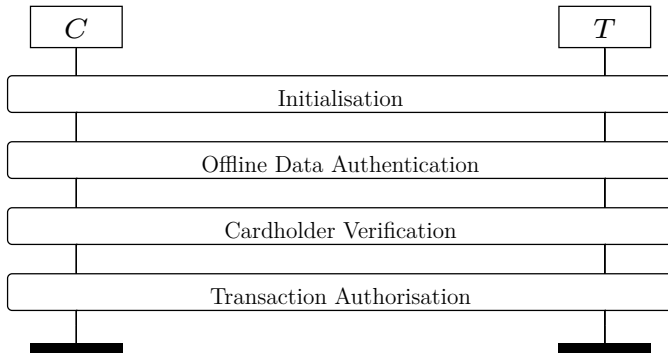 C T
Initialisation
Offline Data Authentication
Cardholder Verification
Transaction Authorisation